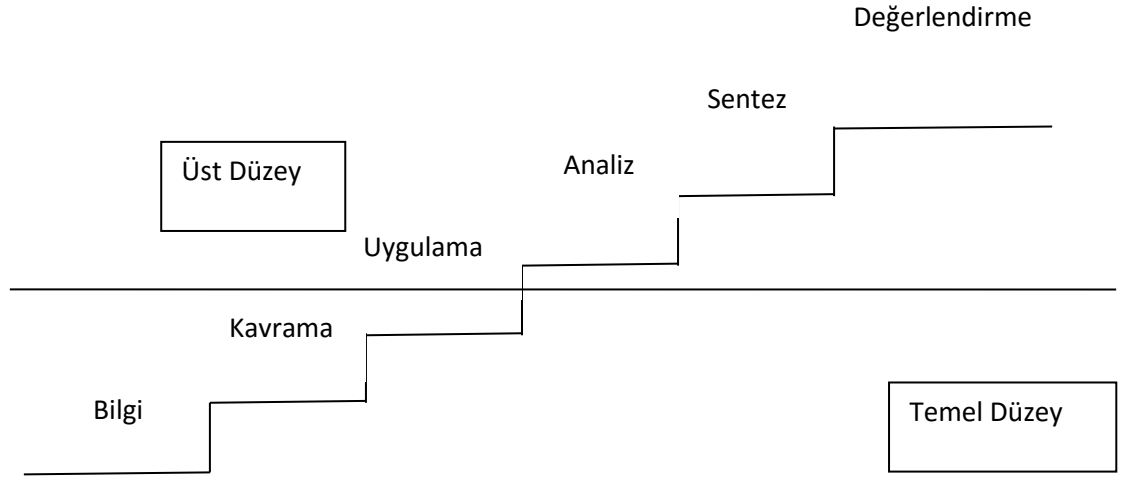 Değerlendirme
Sentez
Analiz
Üst Düzey
Uygulama
Kavrama
Bilgi
Temel Düzey